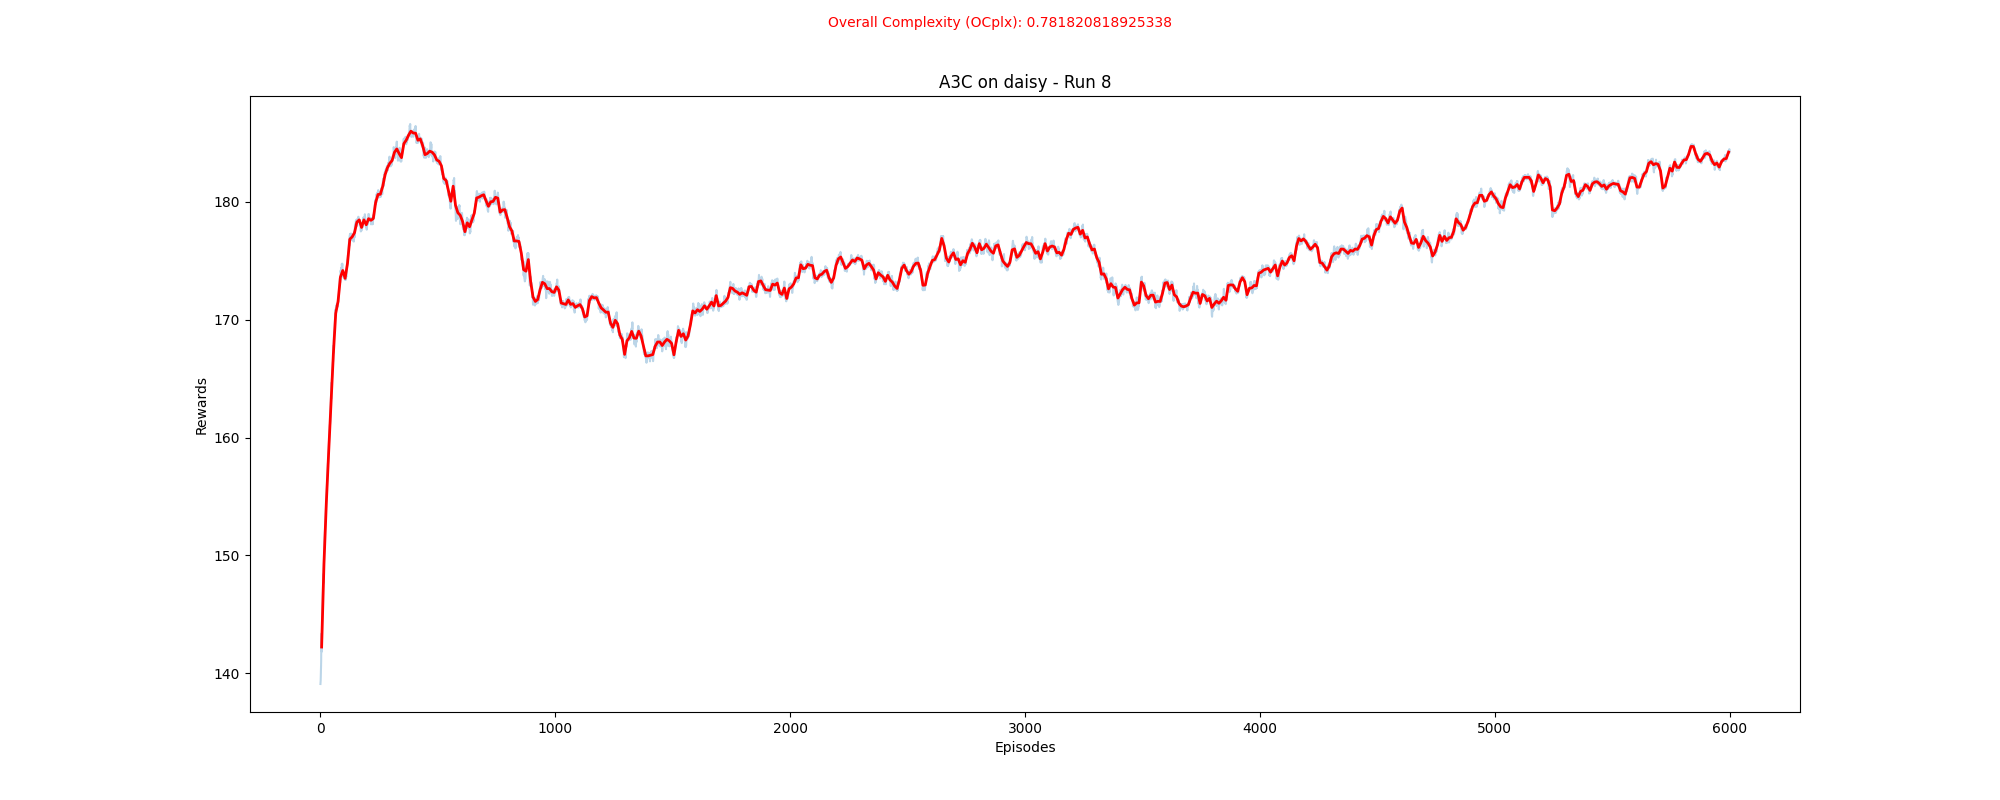 Overall Complexity (OCplx): 0.781820818925338
A3C on daisy - Run 8
Rewards
180
170
160
150
140
0 1000 2000 3000 4000 5000 6000
Episodes